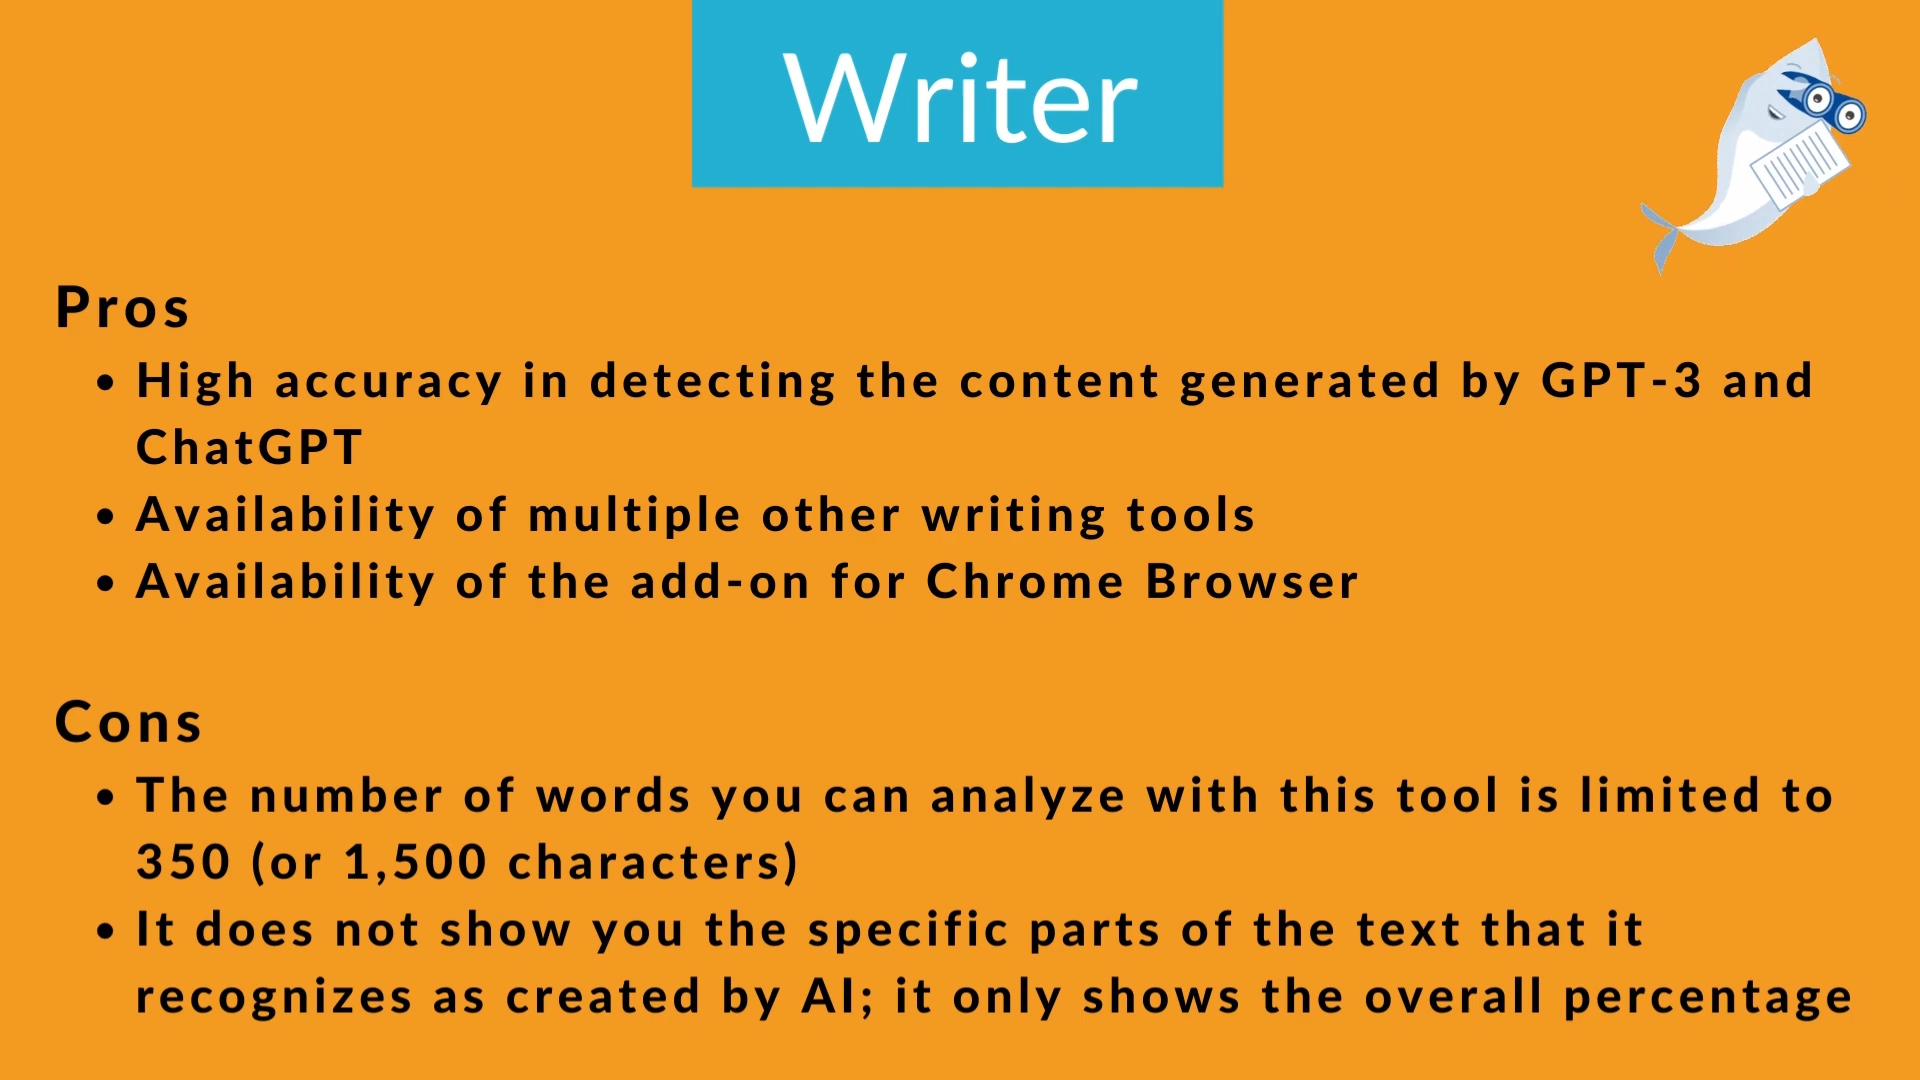 Writer
Pros
• High accuracy in detecting the content generated by GPT-3 and
ChatGPT
• Availability of multiple other writing tools
• Availability of the add-on for Chrome Browser
Cons
• The number of words you can analyze with this tool is limited to
350 (or 1,500 characters)
• It does not show you the specific parts of the text that it
recognizes as created by AI; it only shows the overall percentage